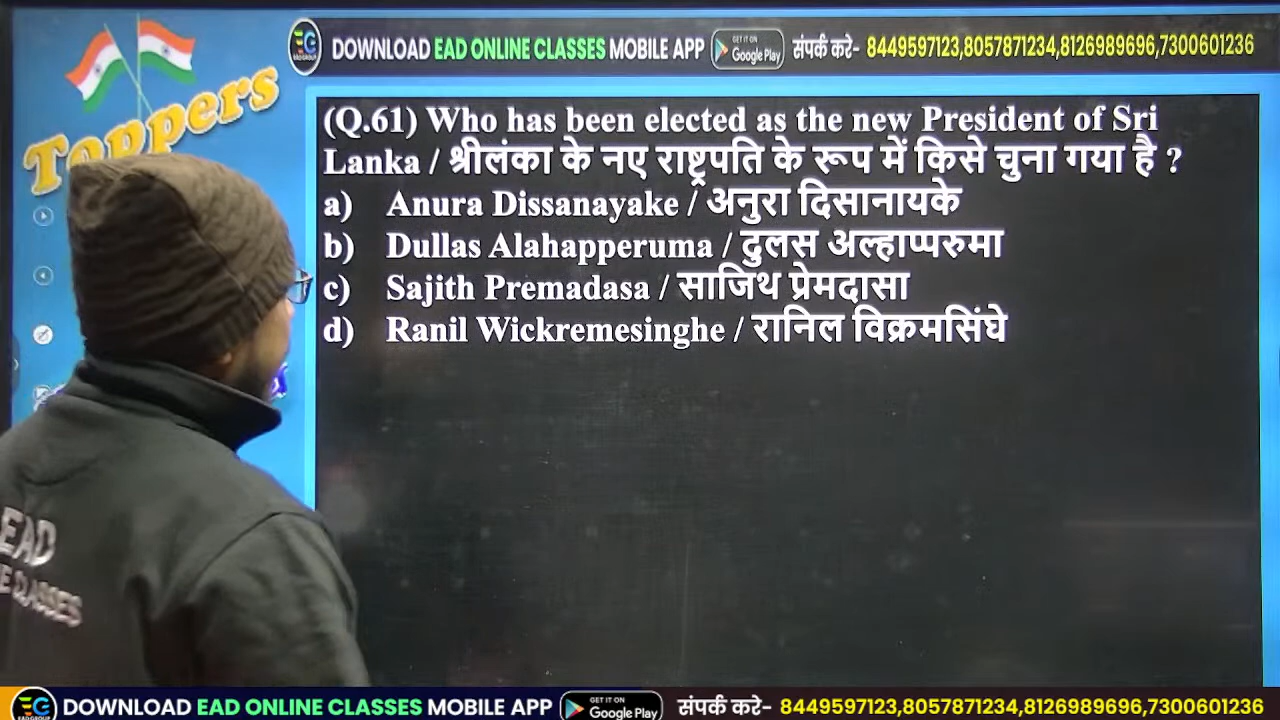 DOWNLOAD EAD ONLINE CLASSES MOBILE APP GET IT ON Google Play संपर्क करे- 8449597123,8057871234,8126989696,7300601236
Toppers
(Q.61) Who has been elected as the new President of Sri
Lanka / श्रीलंका के नए राष्ट्रपति के रूप में किसे चुना गया है ?
a) Anura Dissanayake / अनुरा दिसानायके
b) Dullas Alahapperuma / दुलस अल्हाप्परुमा
c) Sajith Premadasa / साजिथ प्रेमदासा
d) Ranil Wickremesinghe / रानिल विक्रमसिंघे
EAD
CLASSES
DOWNLOAD EAD ONLINE CLASSES MOBILE APP GET IT ON Google Play संपर्क करे- 8449597123,8057871234,8126989696,7300601236